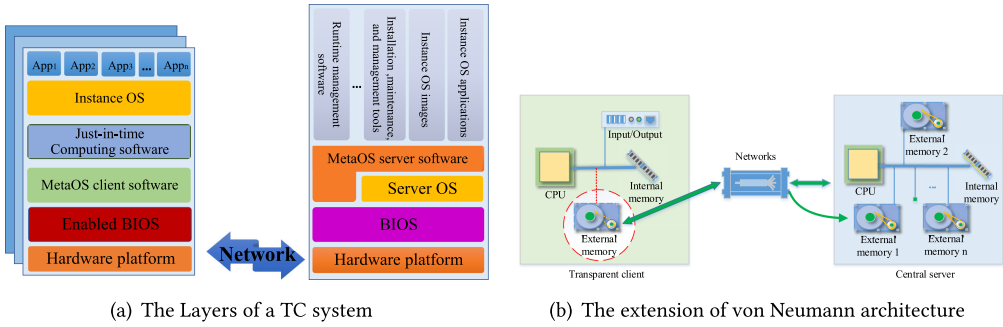 App1 App2 App3 ... Appn
Instance OS
Just-in-time
Computing software
MetaOS client software
Enabled BIOS
Hardware platform
Network
Runtime management
software
...
Installation ,maintenance,
and management tools
Instance OS images
Instance OS applications
MetaOS server software
Server OS
BIOS
Hardware platform
(a) The Layers of a TC system
Input/Output
CPU
Internal
memory
External
memory
Transparent client
Networks
External
memory 2
CPU
Internal
memory
...
External
memory 1
External
memory n
Central server
(b) The extension of von Neumann architecture